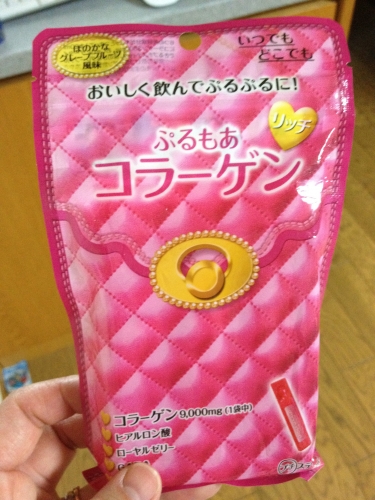 ほのかな
グレープフルーツ
風味
いつでも
どこでも
おいしく飲んでぷるぷるに!
リッチ
ぷるもあ
コラーゲン
コラーゲン9,000mg(1袋中)
ヒアルロン酸
ローヤルゼリー